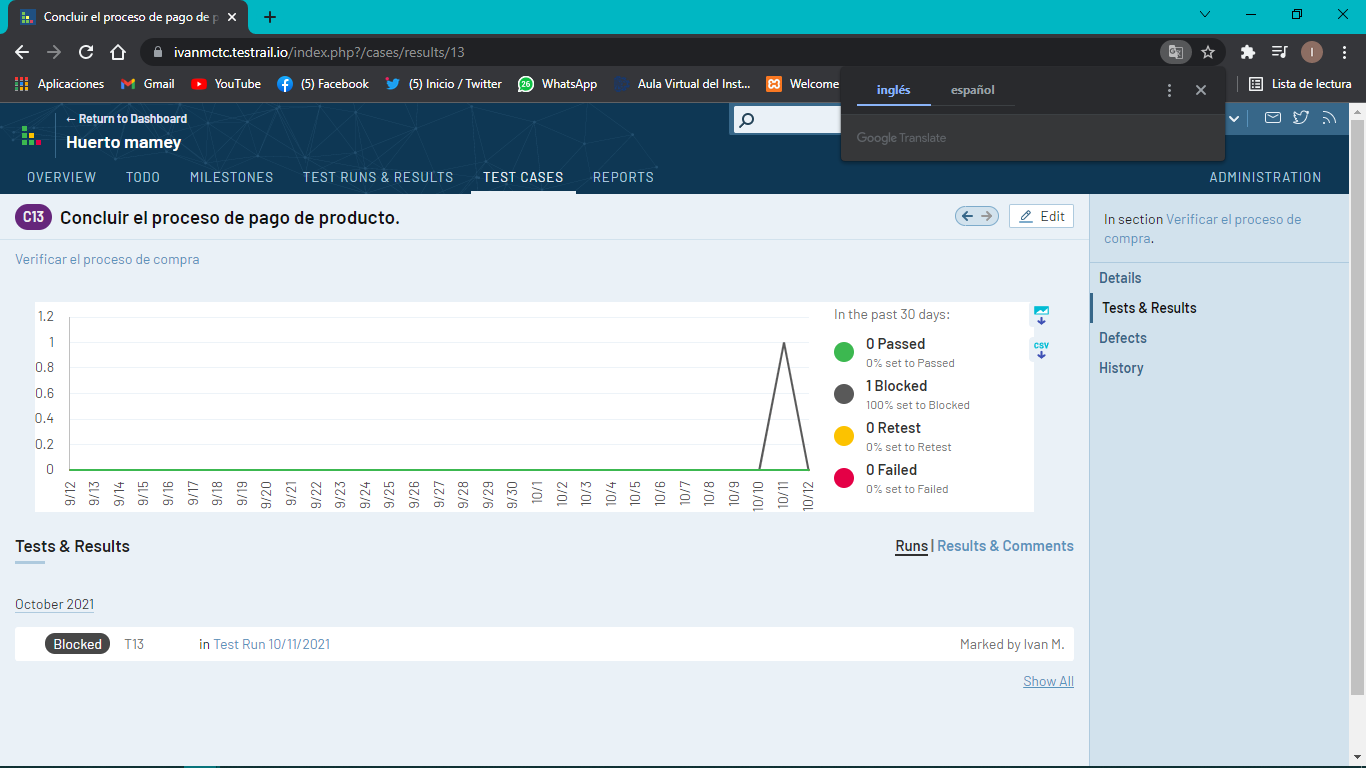 Concluir el proceso de pago de p
ivanmctc.testrail.io/index.php?/cases/results/13
Aplicaciones
Gmail
YouTube
(5) Facebook
(5) Inicio / Twitter
26
WhatsApp
Aula Virtual del Inst...
Welcome
Lista de lectura
I
inglés
español
Google Translate
← Return to Dashboard
Huerto mamey
OVERVIEW
TODO
MILESTONES
TEST RUNS & RESULTS
TEST CASES
REPORTS
ADMINISTRATION
C13
Concluir el proceso de pago de producto.
Edit
Verificar el proceso de compra
In section Verificar el proceso de
compra.
Details
Tests & Results
Defects
History
1.2
1
0.8
0.6
0.4
0.2
0
9/12
9/13
9/14
9/15
9/16
9/17
9/18
9/19
9/20
9/21
9/22
9/23
9/24
9/25
9/26
9/27
9/28
9/29
9/30
10/1
10/2
10/3
10/4
10/5
10/6
10/7
10/8
10/9
10/10
10/11
10/12
In the past 30 days:
0 Passed
0% set to Passed
1 Blocked
100% set to Blocked
0 Retest
0% set to Retest
0 Failed
0% set to Failed
CSV
Tests & Results
Runs | Results & Comments
October 2021
Blocked T13 in Test Run 10/11/2021 Marked by Ivan M.
Show All